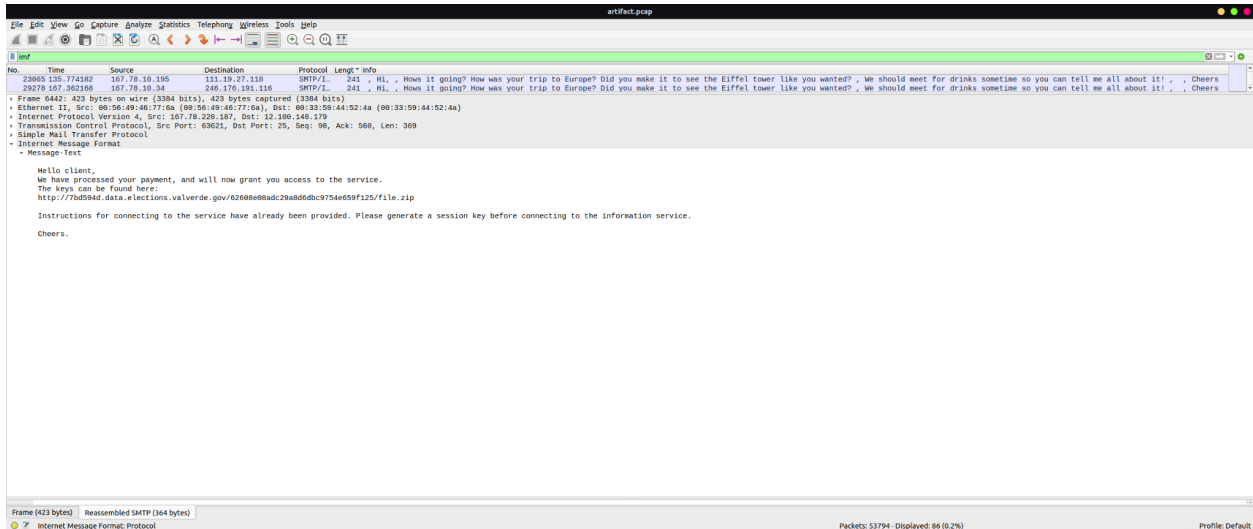 artifact.pcap
File Edit View Go Capture Analyze Statistics Telephony Wireless Tools Help
imf
No. Time Source Destination Protocol Lengt Info
23065 135.774182 167.78.10.195 111.19.27.118 SMTP/I… 241 , Hi, , Hows it going? How was your trip to Europe? Did you make it to see the Eiffel tower like you wanted? , We should meet for drinks sometime so you can tell me all about it! , , Cheers
29278 167.362168 167.78.10.34 246.176.191.116 SMTP/I… 241 , Hi, , Hows it going? How was your trip to Europe? Did you make it to see the Eiffel tower like you wanted? , We should meet for drinks sometime so you can tell me all about it! , , Cheers
Frame 6442: 423 bytes on wire (3384 bits), 423 bytes captured (3384 bits)
Ethernet II, Src: 00:56:49:46:77:6a (00:56:49:46:77:6a), Dst: 00:33:59:44:52:4a (00:33:59:44:52:4a)
Internet Protocol Version 4, Src: 167.78.228.187, Dst: 12.100.148.179
Transmission Control Protocol, Src Port: 63621, Dst Port: 25, Seq: 98, Ack: 560, Len: 369
Simple Mail Transfer Protocol
Internet Message Format
Message-Text
Hello client,
We have processed your payment, and will now grant you access to the service.
The keys can be found here:
http://7bd594d.data.elections.valverde.gov/62608e08adc29a8d6dbc9754e659f125/file.zip
Instructions for connecting to the service have already been provided. Please generate a session key before connecting to the information service.
Cheers.
Frame (423 bytes) Reassembled SMTP (364 bytes)
Internet Message Format: Protocol Packets: 53794 · Displayed: 86 (0.2%) Profile: Default